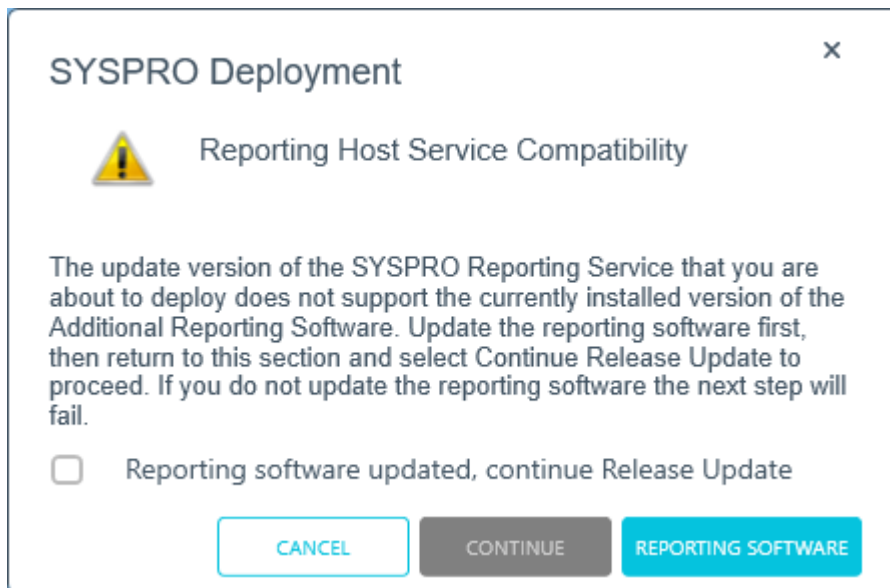 SYSPRO Deployment
Reporting Host Service Compatibility
The update version of the SYSPRO Reporting Service that you are
about to deploy does not support the currently installed version of the
Additional Reporting Software. Update the reporting software first,
then return to this section and select Continue Release Update to
proceed. If you do not update the reporting software the next step will
fail.
Reporting software updated, continue Release Update
CANCEL CONTINUE REPORTING SOFTWARE